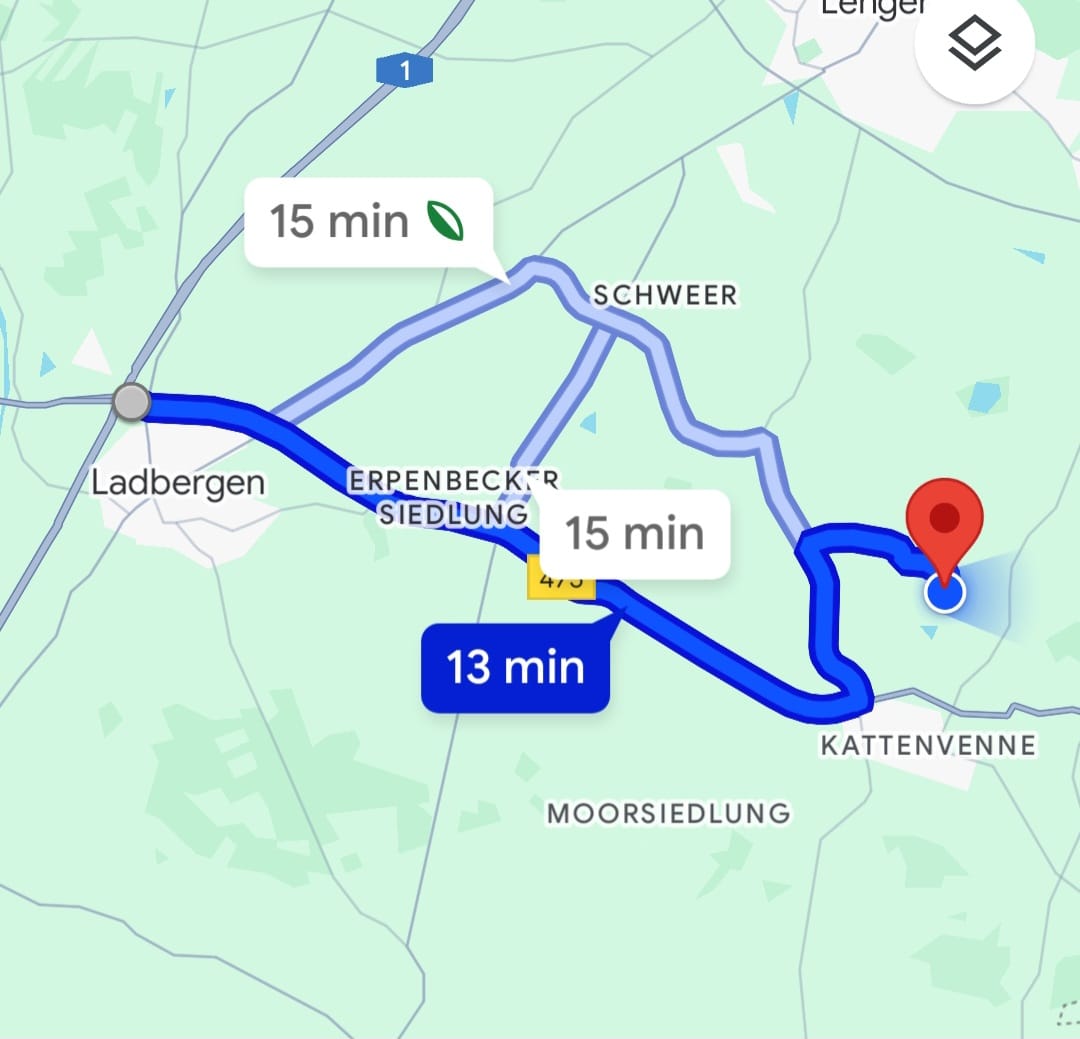 1
15 min
SCHWEER
Ladbergen
ERPENBECKER
SIEDLUNG
15 min
13 min
KATTENVENNE
MOORSIEDLUNG